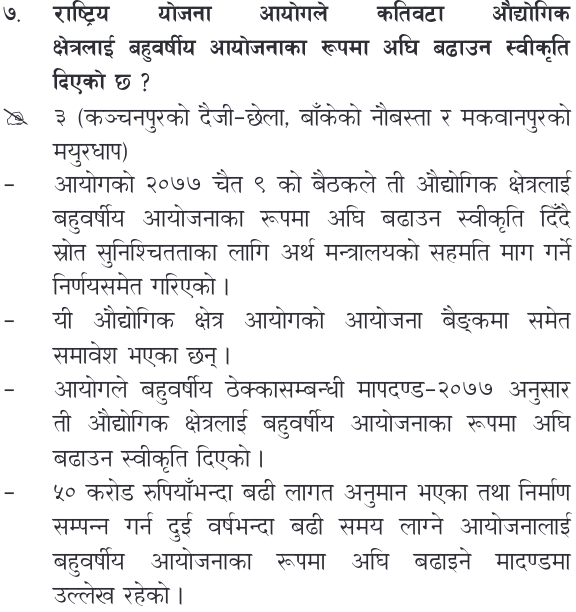 ७. राष्ट्रिय योजना आयोगले कतिवटा औद्योगिक
क्षेत्रलाई बहुवर्षीय आयोजनाका रूपमा अघि बढाउन स्वीकृति
दिएको छ ?
३ (कञ्चनपुरको दैजी-छेला, बाँकेको नौबस्ता र मकवानपुरको
मयुरधाप)
- आयोगको २०७७ चैत ९ को बैठकले ती औद्योगिक क्षेत्रलाई
बहुवर्षीय आयोजनाका रूपमा अघि बढाउन स्वीकृति दिँदै
स्रोत सुनिश्चितताका लागि अर्थ मन्त्रालयको सहमति माग गर्ने
निर्णयसमेत गरिएको ।
- यी औद्योगिक क्षेत्र आयोगको आयोजना बैङ्कमा समेत
समावेश भएका छन् ।
- आयोगले बहुवर्षीय ठेक्कासम्बन्धी मापदण्ड-२०७७ अनुसार
ती औद्योगिक क्षेत्रलाई बहुवर्षीय आयोजनाका रूपमा अघि
बढाउन स्वीकृति दिएको ।
- ५० करोड रुपियाँभन्दा बढी लागत अनुमान भएका तथा निर्माण
सम्पन्न गर्न दुई वर्षभन्दा बढी समय लाग्ने आयोजनालाई
बहुवर्षीय आयोजनाका रूपमा अघि बढाइने मादण्डमा
उल्लेख रहेको ।